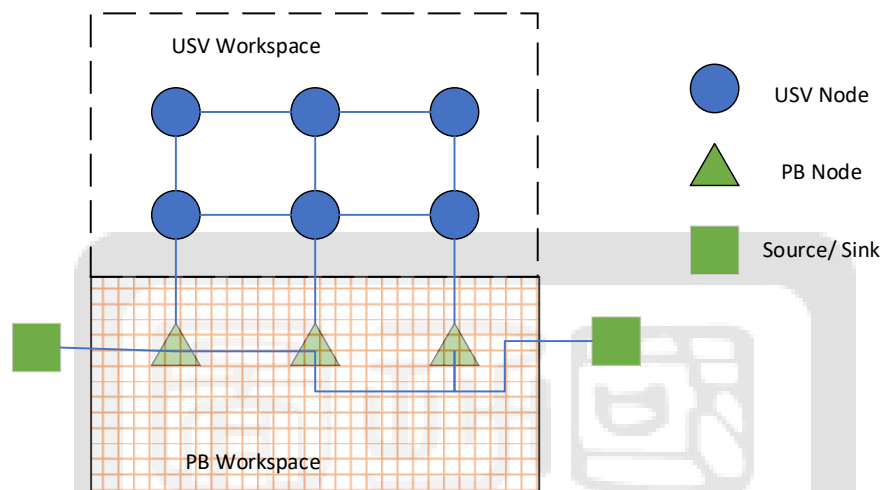 USV Workspace
USV Node
PB Node
Source/ Sink
PB Workspace